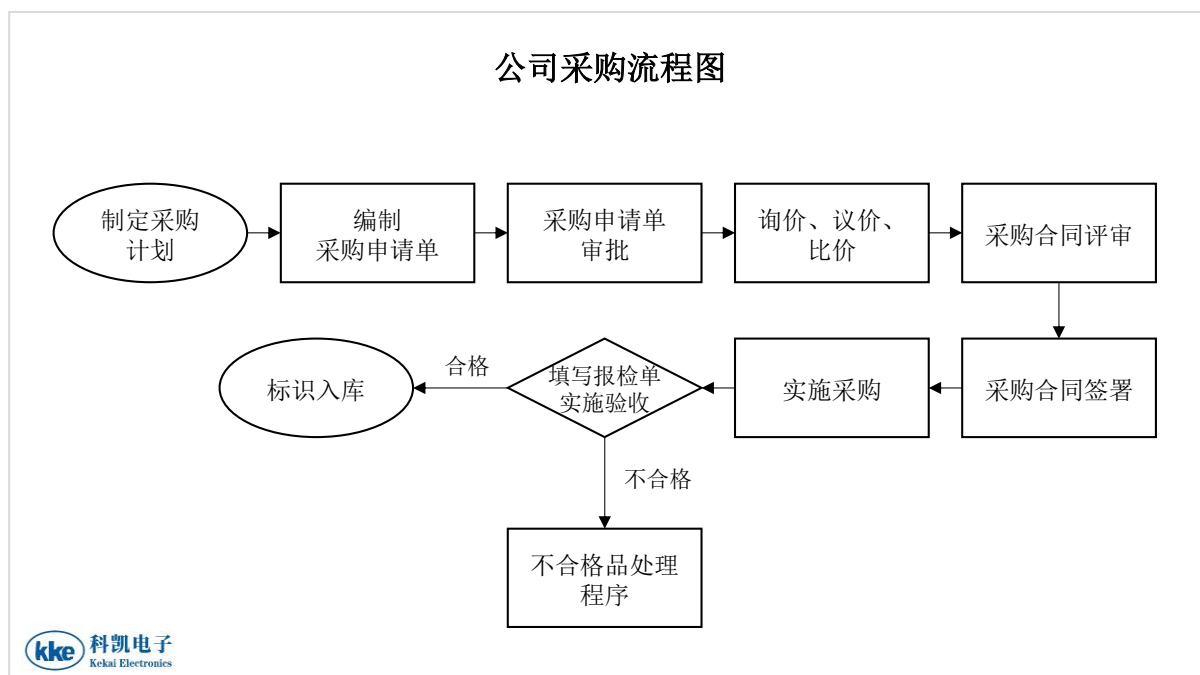 公司采购流程图
制定采购
计划
编制
采购申请单
采购申请单
审批
询价、议价、
比价
采购合同评审
标识入库
合格
填写报检单
实施验收
实施采购
采购合同签署
不合格
不合格品处理
程序
kke
科凯电子
Kekai Electronics